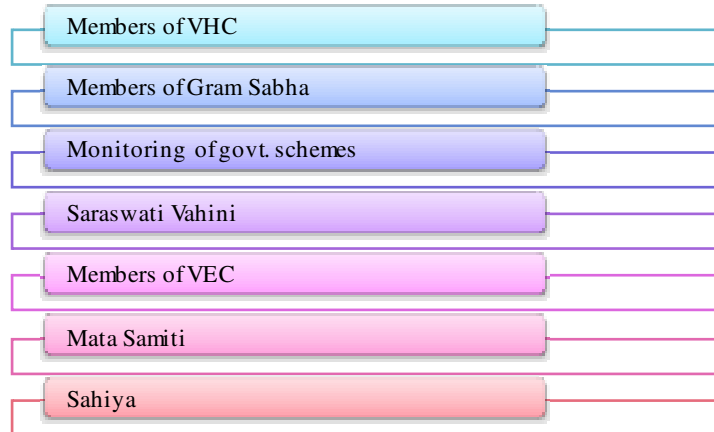 Members of VHC
Members of Gram Sabha
Monitoring of govt. schemes
Saraswati Vahini
Members of VEC
Mata Samiti
Sahiya